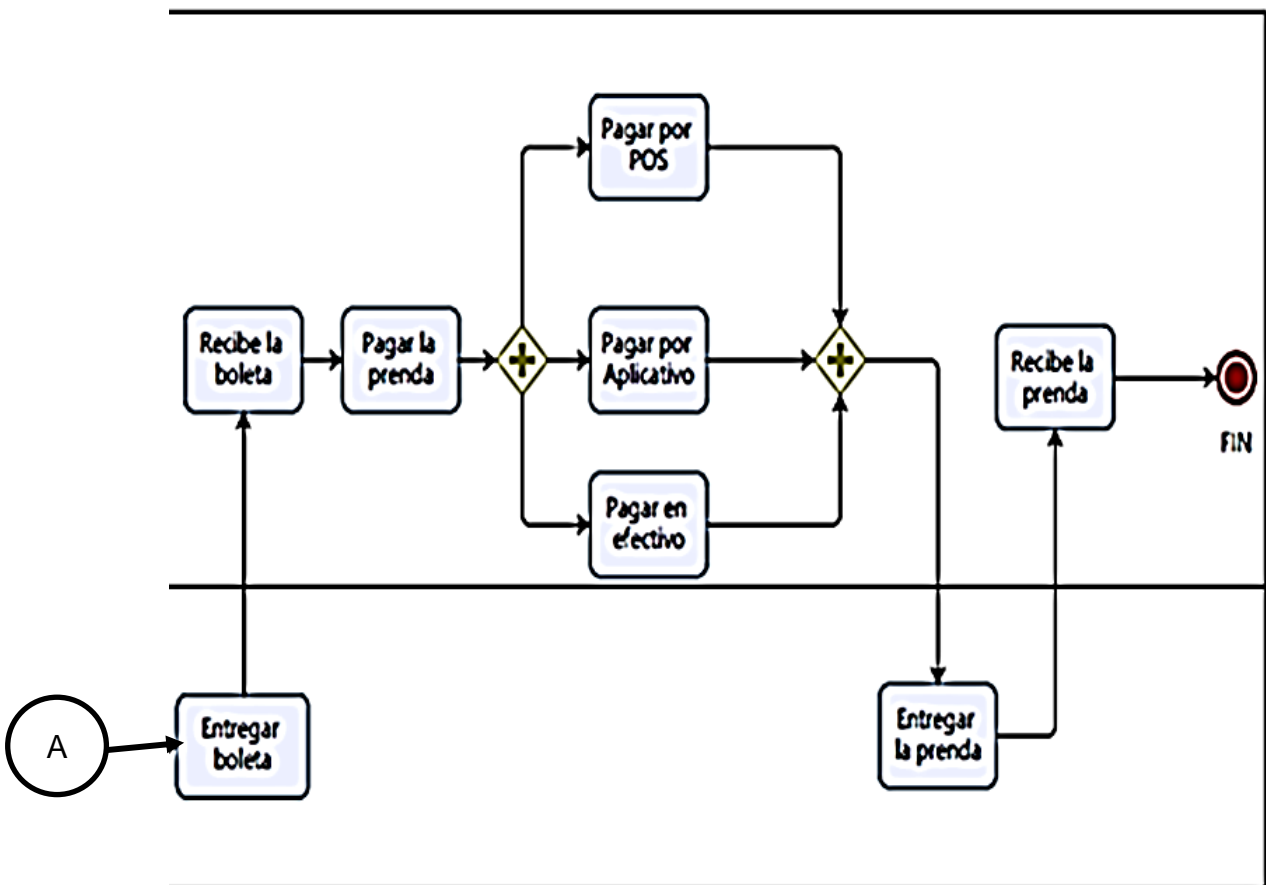 Pagar por
POS
Recibe la
boleta
Pagar la
prenda
Pagar por
Aplicativo
Recibe la
prenda
FIN
Pagar en
efectivo
A
Entregar
boleta
Entregar
la prenda